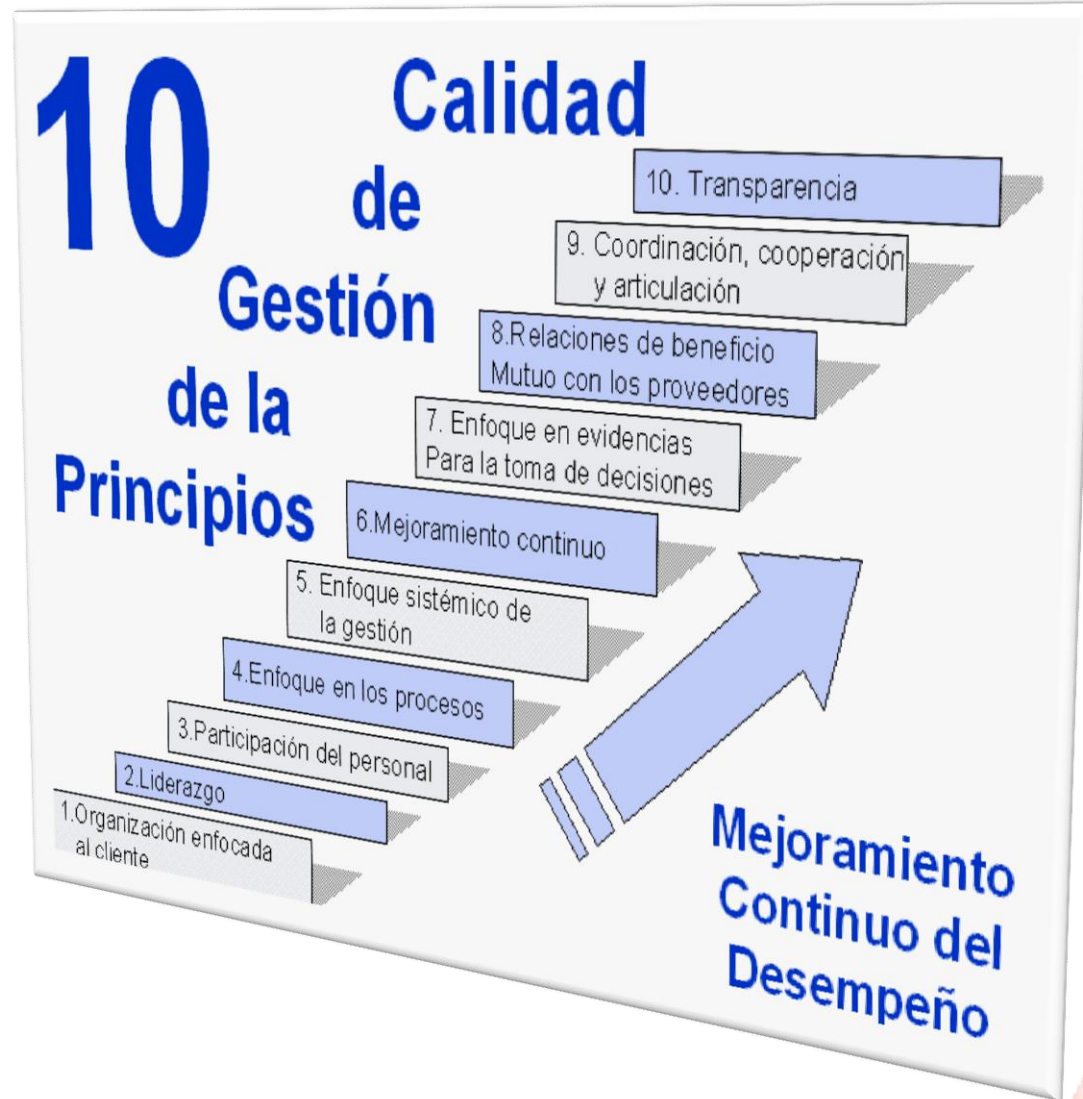 10
Calidad
de
Gestión
de la
Principios
10. Transparencia
9. Coordinación, cooperación
y articulación
8.Relaciones de beneficio
Mutuo con los proveedores
7. Enfoque en evidencias
Para la toma de decisiones
6.Mejoramiento continuo
5. Enfoque sistémico de
la gestión
4.Enfoque en los procesos
3.Participación del personal
2.Liderazgo
1.Organización enfocada
al cliente
Mejoramiento
Continuo del
Desempeño